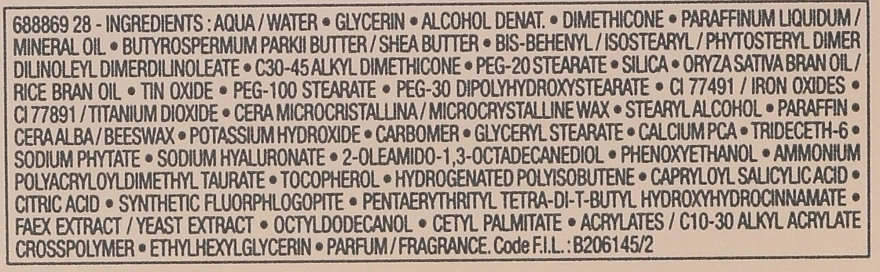 688869 28 - INGREDIENTS : AQUA / WATER • GLYCERIN • ALCOHOL DENAT. • DIMETHICONE • PARAFFINUM LIQUIDUM /
MINERAL OIL • BUTYROSPERMUM PARKII BUTTER / SHEA BUTTER • BIS-BEHENYL / ISOSTEARYL / PHYTOSTERYL DIMER
DILINOLEYL DIMERDILINOLEATE • C30-45 ALKYL DIMETHICONE • PEG-20 STEARATE • SILICA • ORYZA SATIVA BRAN OIL /
RICE BRAN OIL • TIN OXIDE • PEG-100 STEARATE • PEG-30 DIPOLYHYDROXYSTEARATE • CI 77491 / IRON OXIDES •
CI 77891 / TITANIUM DIOXIDE • CERA MICROCRISTALLINA / MICROCRYSTALLINE WAX • STEARYL ALCOHOL • PARAFFIN •
CERA ALBA / BEESWAX • POTASSIUM HYDROXIDE • CARBOMER • GLYCERYL STEARATE • CALCIUM PCA • TRIDECETH-6 •
SODIUM PHYTATE • SODIUM HYALURONATE • 2-OLEAMIDO-1,3-OCTADECANEDIOL • PHENOXYETHANOL • AMMONIUM
POLYACRYLOYLDIMETHYL TAURATE • TOCOPHEROL • HYDROGENATED POLYISOBUTENE • CAPRYLOYL SALICYLIC ACID •
CITRIC ACID • SYNTHETIC FLUORPHLOGOPITE • PENTAERYTHRITYL TETRA-DI-T-BUTYL HYDROXYHYDROCINNAMATE •
FAEX EXTRACT / YEAST EXTRACT • OCTYLDODECANOL • CETYL PALMITATE • ACRYLATES / C10-30 ALKYL ACRYLATE
CROSSPOLYMER • ETHYLHEXYLGLYCERIN • PARFUM / FRAGRANCE. Code F.I.L. : B206145/2